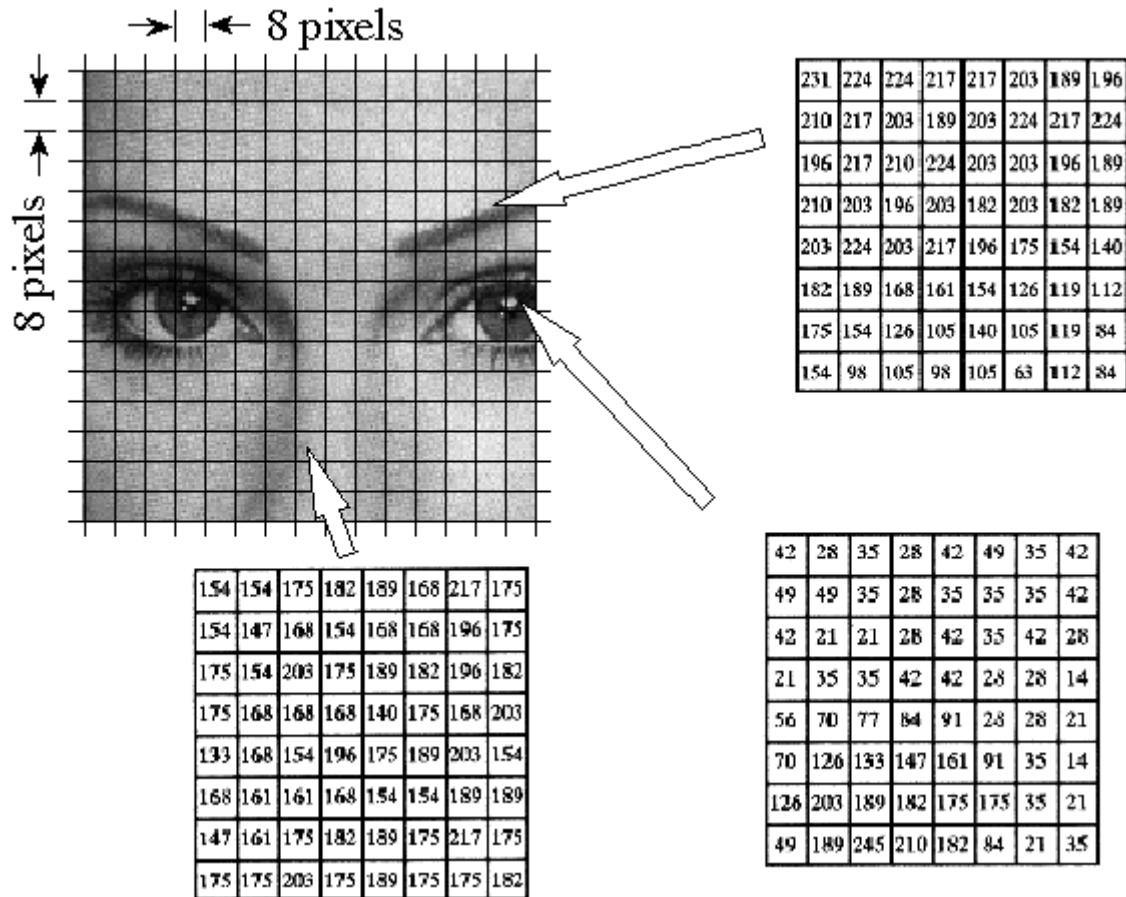 8 pixels
8 pixels
231 224 224 217 217 203 189 196
210 217 203 189 203 224 217 224
196 217 210 224 203 203 196 189
210 203 196 203 182 203 182 189
203 224 203 217 196 175 154 140
182 189 168 161 154 126 119 112
175 154 126 105 140 105 119 84
154 98 105 98 105 63 112 84
154 154 175 182 189 168 217 175
154 147 168 154 168 168 196 175
175 154 203 175 189 182 196 182
175 168 168 168 140 175 168 203
133 168 154 196 175 189 203 154
168 161 161 168 154 154 189 189
147 161 175 182 189 175 217 175
175 175 203 175 189 175 175 182
42 28 35 28 42 49 35 42
49 49 35 28 35 35 35 42
42 21 21 28 42 35 42 28
21 35 35 42 42 28 28 14
56 70 77 84 91 28 28 21
70 126 133 147 161 91 35 14
126 203 189 182 175 175 35 21
49 189 245 210 182 84 21 35